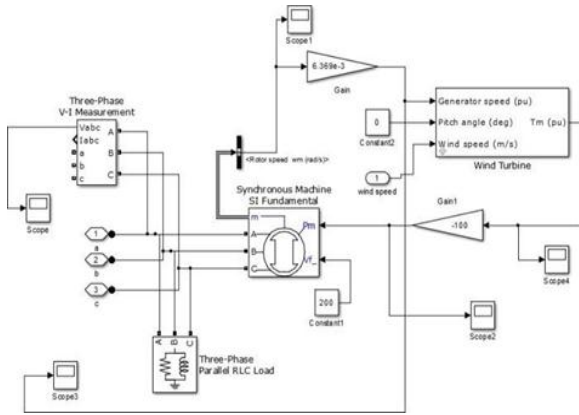 Scope1
6.369e-3
Gain
Three-Phase
V-I Measurement
Vabc
Iabc
a
b
c
A
B
C
<Rotor speed wm (rad/s)>
0
Constant2
Generator speed (pu)
Pitch angle (deg)
Wind speed (m/s)
Tm (pu)
Wind Turbine
1
wind speed
Scope
Synchronous Machine
SI Fundamental
m
A
B
C
Pm
Vf_
Gain1
-100
Scope4
1
a
2
b
3
c
200
Constant1
Scope2
A
B
C
Three-Phase
Parallel RLC Load
Scope3